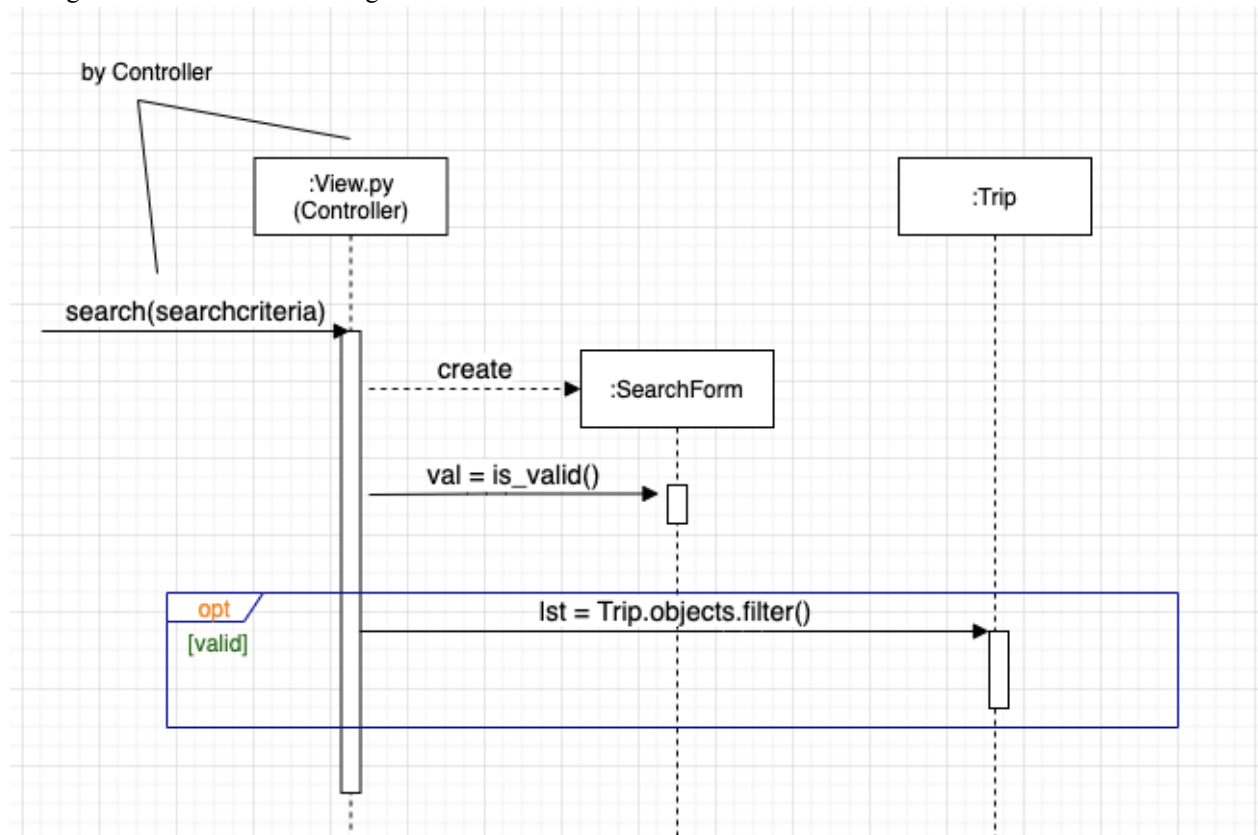 by Controller
:View.py
(Controller)
:Trip
search(searchcriteria)
create
:SearchForm
val = is_valid()
opt
lst = Trip.objects.filter()
[valid]